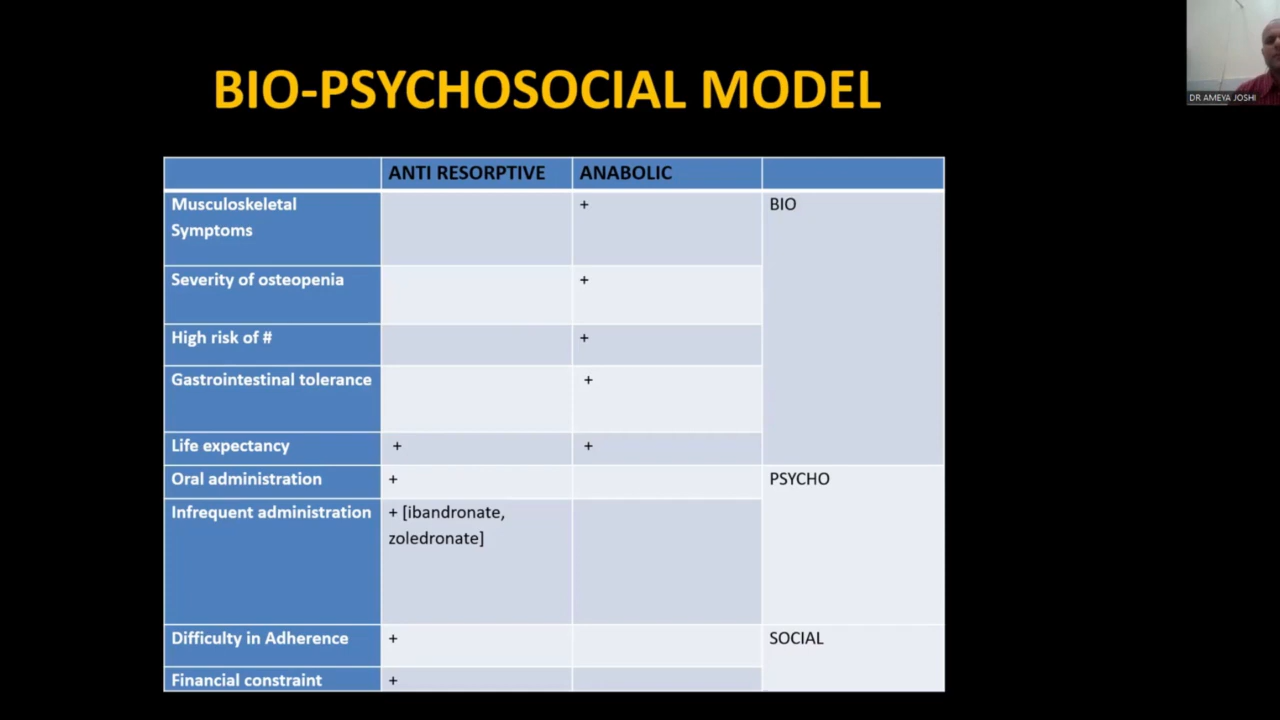 BIO-PSYCHOSOCIAL MODEL
DR AMEYA JOSHI
ANTI RESORPTIVE ANABOLIC
Musculoskeletal + BIO
Symptoms
Severity of osteopenia +
High risk of # +
Gastrointestinal tolerance +
Life expectancy + +
Oral administration + PSYCHO
Infrequent administration + [ibandronate,
zoledronate]
Difficulty in Adherence + SOCIAL
Financial constraint +